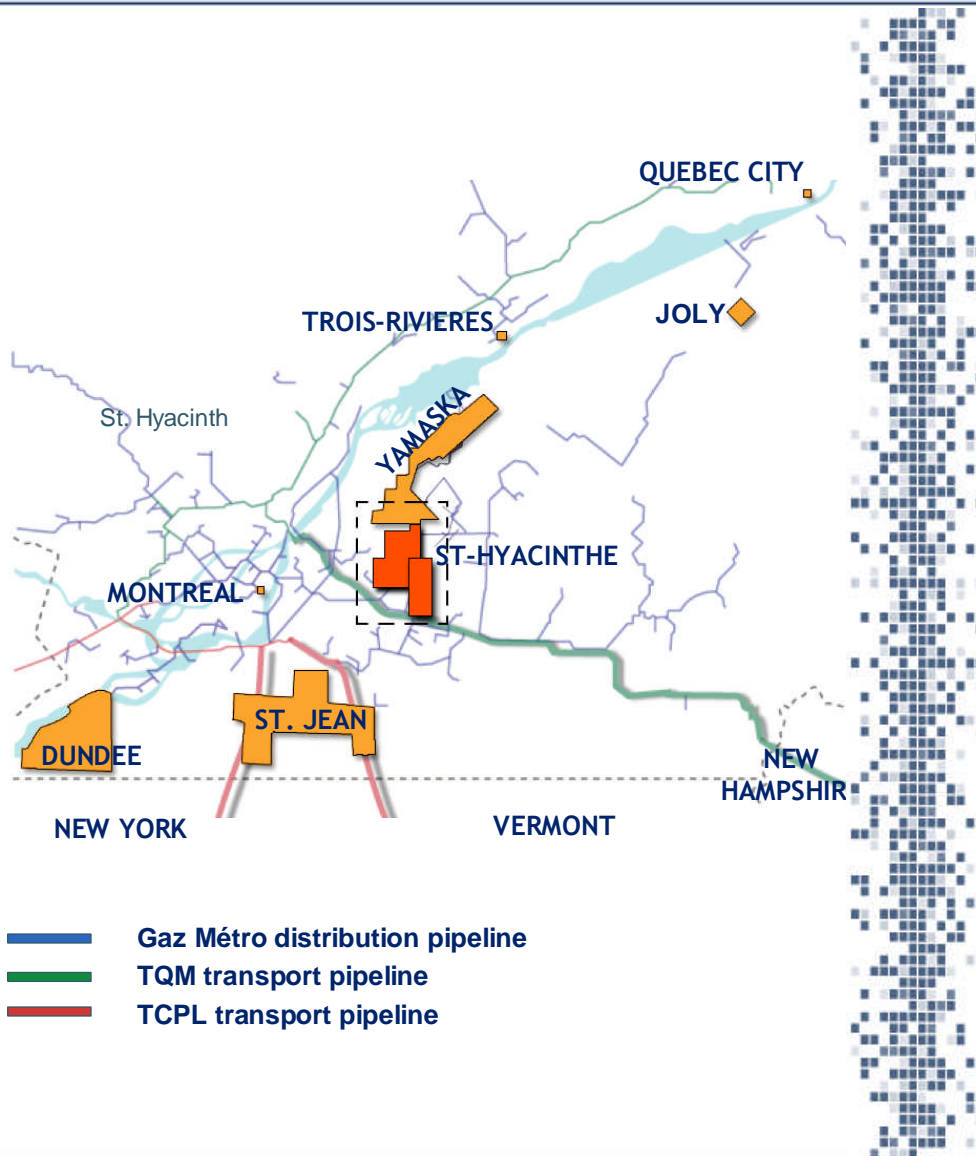 QUEBEC CITY
JOLY
TROIS-RIVIERES
YAMASKA
St. Hyacinth
ST-HYACINTHE
MONTREAL
ST. JEAN
DUNDEE
NEW
HAMPSHIR
NEW YORK
VERMONT
Gaz Métro distribution pipeline
TQM transport pipeline
TCPL transport pipeline